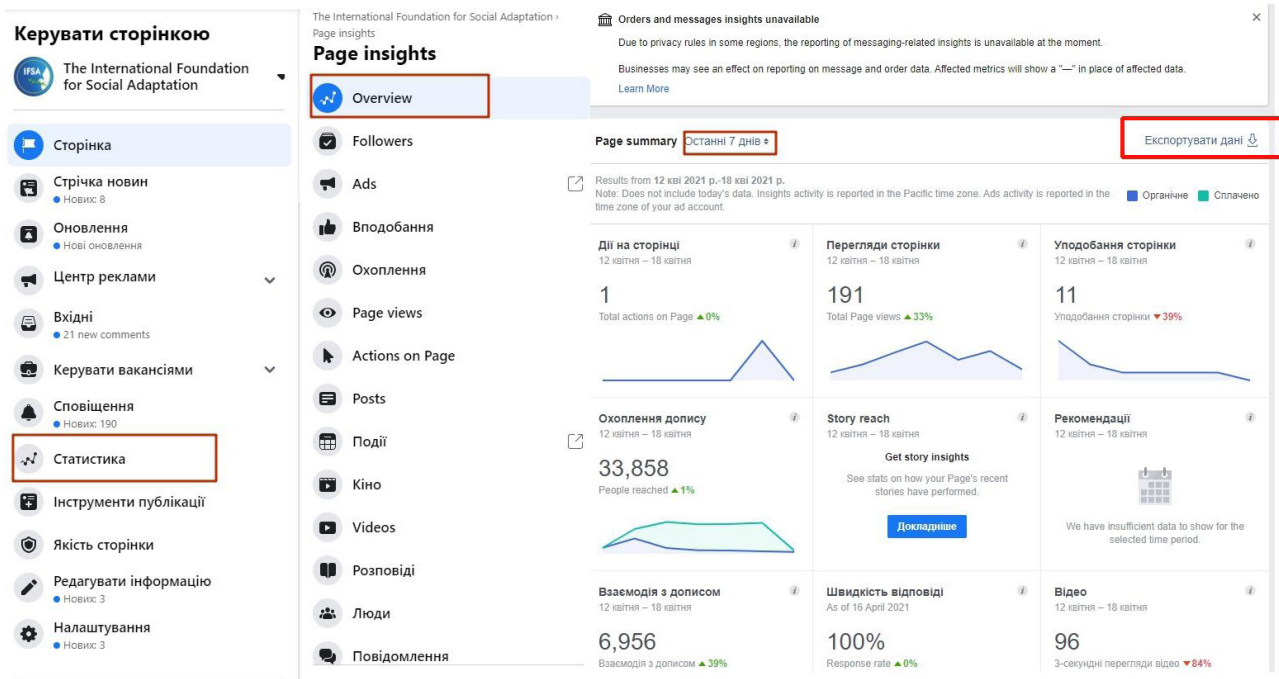 Керувати сторінкою
IFSA
The International Foundation
for Social Adaptation
Сторінка
Стрічка новин
Нових: 8
Оновлення
Нові оновлення
Центр реклами
Вхідні
21 new comments
Керувати вакансіями
Сповіщення
Нових: 190
Статистика
Інструменти публікації
Якість сторінки
Редагувати інформацію
Нових: 3
Налаштування
Нових: 3
The International Foundation for Social Adaptation ›
Page insights
Page insights
Overview
Followers
Ads
Вподобання
Охоплення
Page views
Actions on Page
Posts
Події
Кіно
Videos
Розповіді
Люди
Повідомлення
Orders and messages insights unavailable
Due to privacy rules in some regions, the reporting of messaging-related insights is unavailable at the moment.
Businesses may see an effect on reporting on message and order data. Affected metrics will show a "—" in place of affected data.
Learn More
Page summary Останні 7 днів
Експортувати дані
Results from 12 кві 2021 р.-18 кві 2021 р.
Note: Does not include today's data. Insights activity is reported in the Pacific time zone. Ads activity is reported in the
time zone of your ad account.
Органічне Сплачено
Дії на сторінці
12 квітня – 18 квітня
1
Total actions on Page ▲0%
Перегляди сторінки
12 квітня – 18 квітня
191
Total Page views ▲33%
Уподобання сторінки
12 квітня – 18 квітня
11
Уподобання сторінки ▼39%
Охоплення допису
12 квітня – 18 квітня
33,858
People reached ▲1%
Story reach
12 квітня – 18 квітня
Get story insights
See stats on how your Page's recent
stories have performed.
Докладніше
Рекомендації
12 квітня – 18 квітня
We have insufficient data to show for the
selected time period.
Взаємодія з дописом
12 квітня – 18 квітня
6,956
Взаємодія з дописом ▲39%
Швидкість відповіді
As of 16 April 2021
100%
Response rate ▲0%
Відео
12 квітня – 18 квітня
96
3-секундні перегляди відео ▼84%